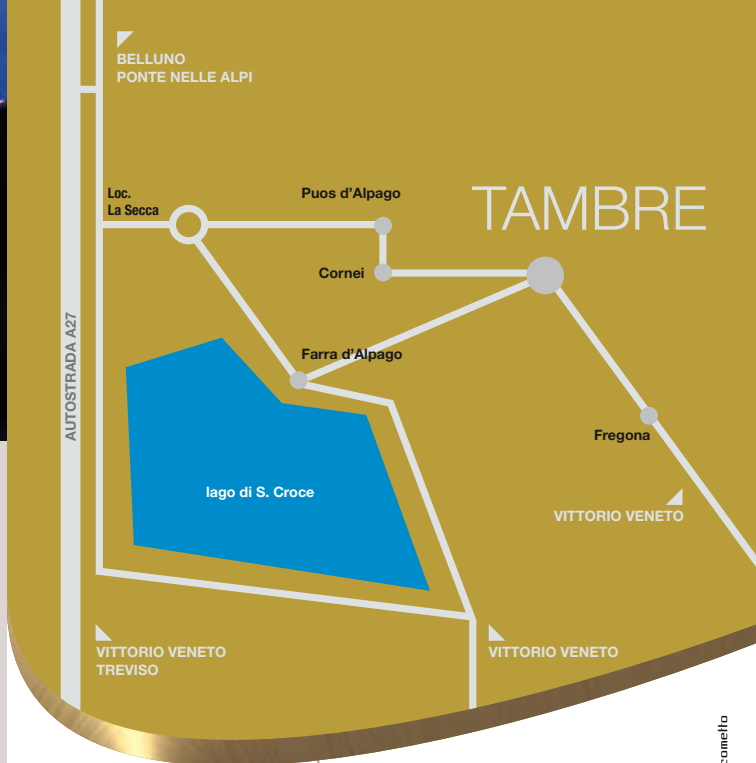 BELLUNO
PONTE NELLE ALPI
Loc.
La Secca
Puos d'Alpago
TAMBRE
Cornei
AUTOSTRADA A27
Farra d'Alpago
Fregona
lago di S. Croce
VITTORIO VENETO
VITTORIO VENETO
TREVISO
VITTORIO VENETO